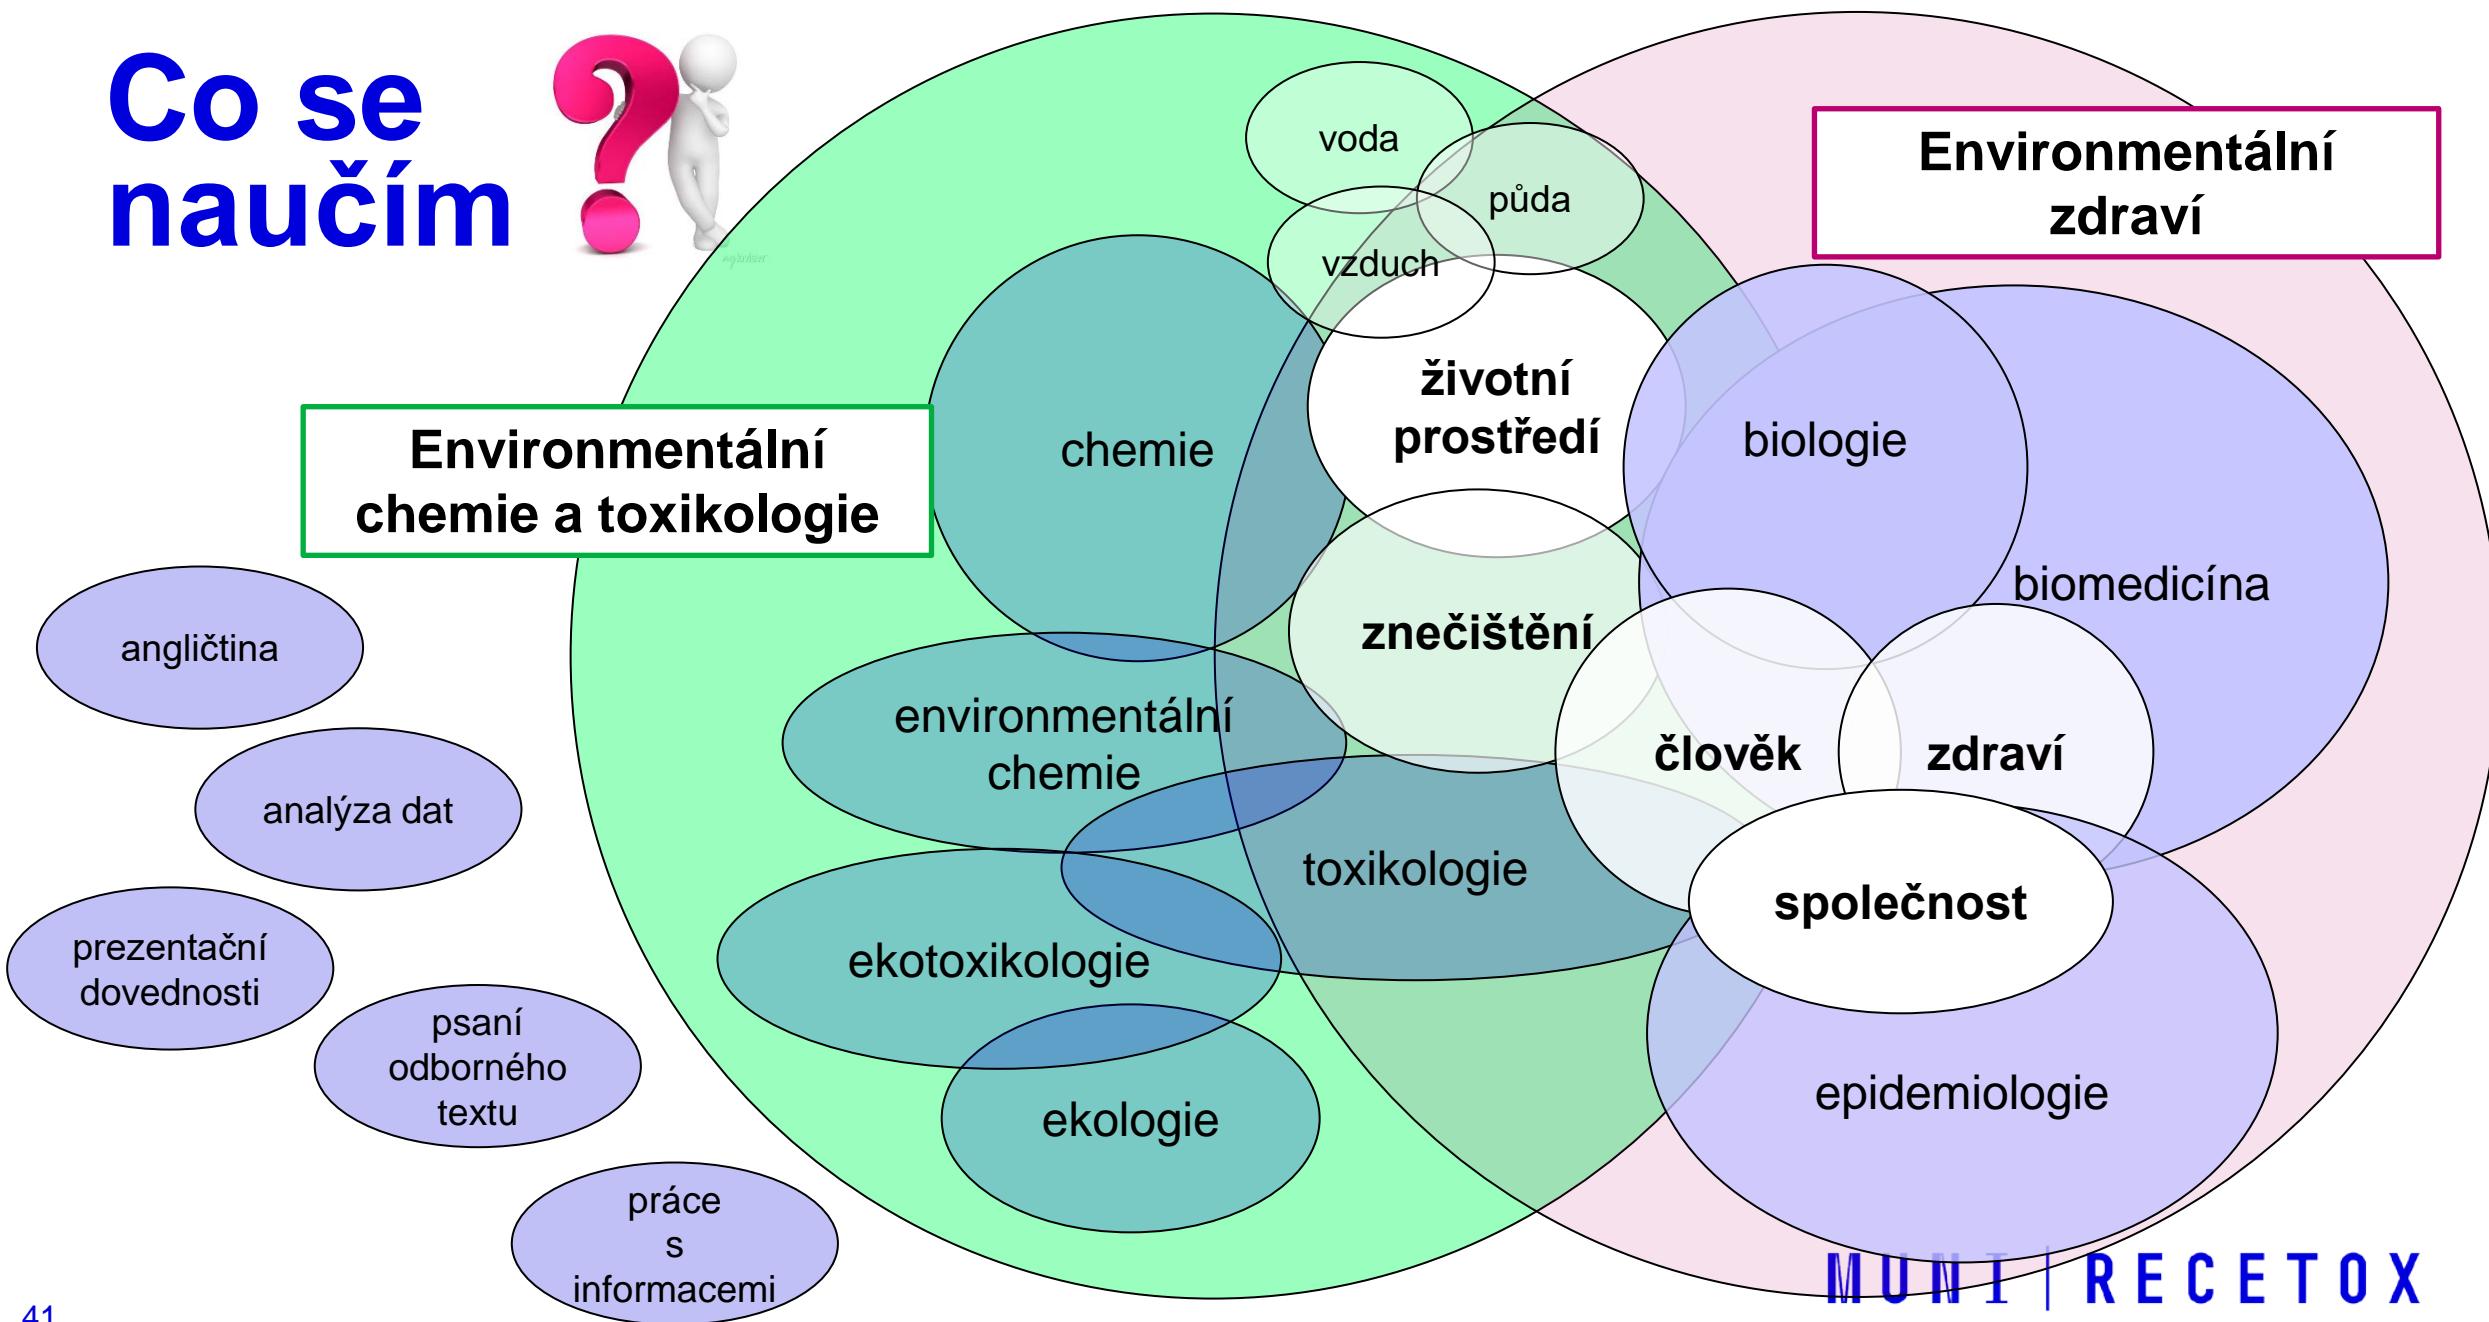 Co se
naučím
voda
půda
vzduch
Environmentální
zdraví
životní
prostředí
chemie
biologie
Environmentální
chemie a toxikologie
biomedicína
angličtina
znečištění
environmentální
chemie
člověk
zdraví
analýza dat
toxikologie
společnost
ekotoxikologie
prezentační
dovednosti
psaní
odborného
textu
ekologie
epidemiologie
práce
s
informacemi
MUNI | RECETOX
41